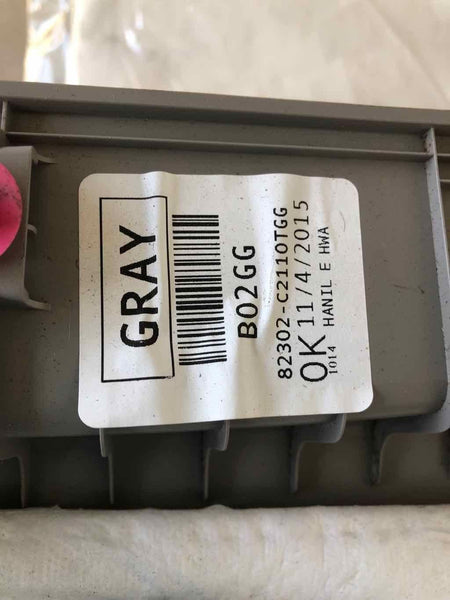 GRAY
B02GG
82302-C2110TGG
OK 11/4/2015
1014 HANIL E HWA